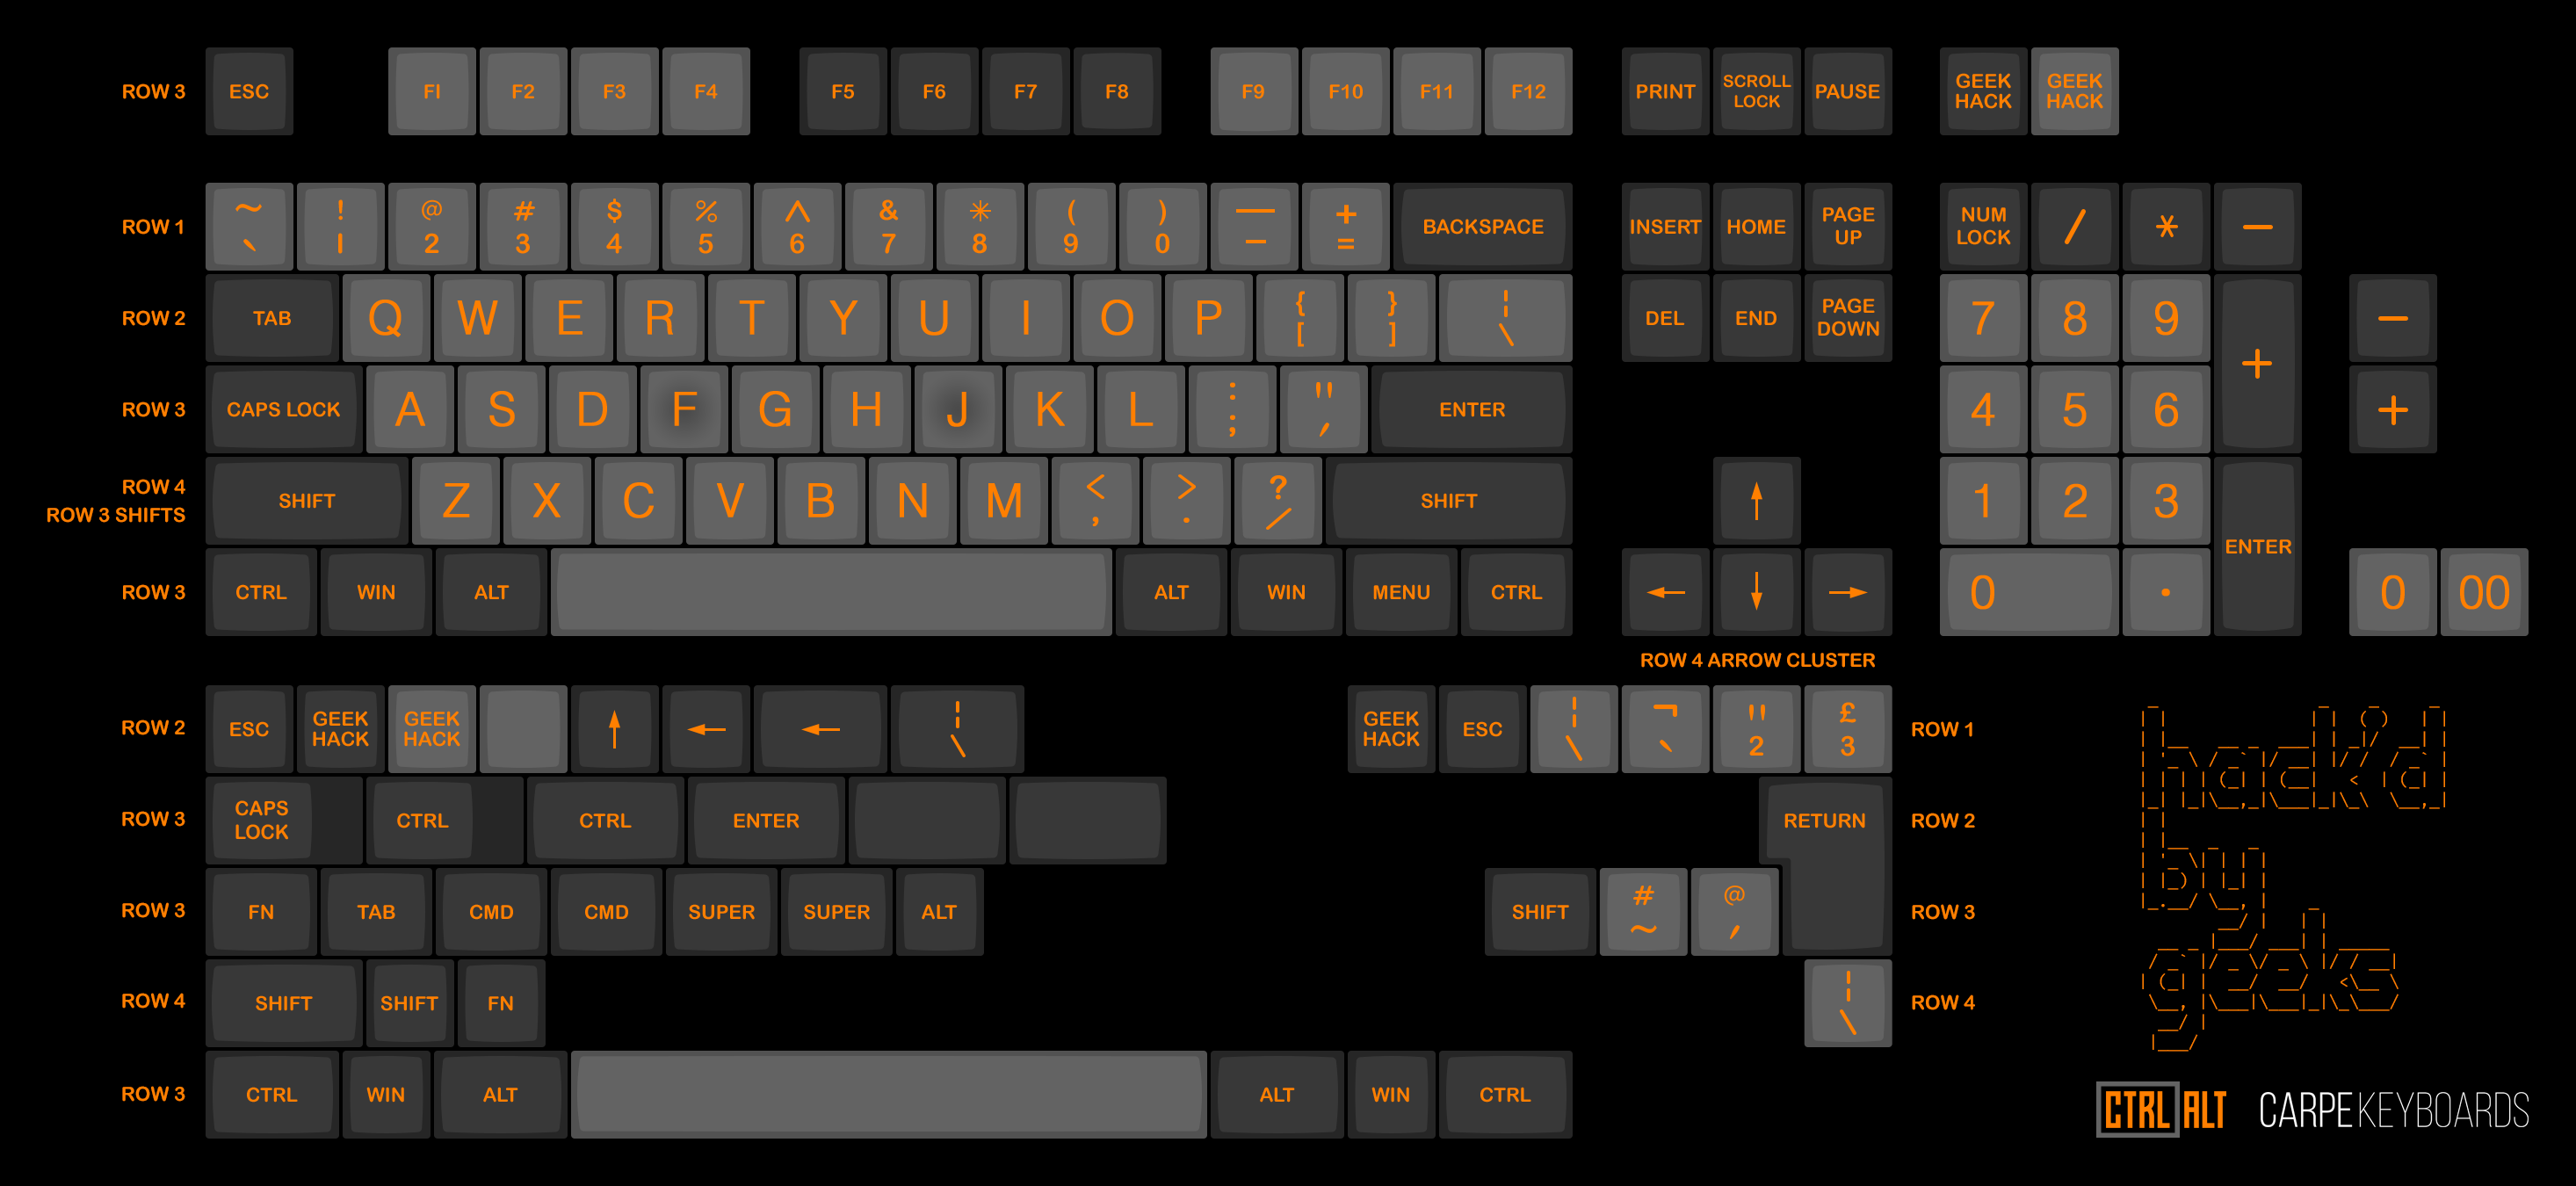 ROW 3 ESC F1 F2 F3 F4 F5 F6 F7 F8 F9 F10 F11 F12 PRINT SCROLL LOCK PAUSE GEEK HACK GEEK HACK
ROW 1 ~ ` ! 1 @ 2 # 3 $ 4 % 5 ^ 6 & 7 * 8 ( 9 ) 0 — – + = BACKSPACE INSERT HOME PAGE UP NUM LOCK / * –
ROW 2 TAB Q W E R T Y U I O P { [ } ] ¦ \ DEL END PAGE DOWN 7 8 9 + –
ROW 3 CAPS LOCK A S D F G H J K L : ; " ' ENTER 4 5 6 +
ROW 4
ROW 3 SHIFTS SHIFT Z X C V B N M < , > . ? / SHIFT ↑ 1 2 3 ENTER
ROW 3 CTRL WIN ALT ALT WIN MENU CTRL ← ↓ → 0 . 0 00
ROW 4 ARROW CLUSTER
ROW 2 ESC GEEK HACK GEEK HACK ↑ ← ← ¦ \ GEEK HACK ESC ¦ \ ¬ ` " 2 £ 3 ROW 1
ROW 3 CAPS LOCK CTRL CTRL ENTER RETURN ROW 2
ROW 3 FN TAB CMD CMD SUPER SUPER ALT SHIFT # ~ @ ' ROW 3
ROW 4 SHIFT SHIFT FN ¦ \ ROW 4
ROW 3 CTRL WIN ALT ALT WIN CTRL
hack'd
by
geeks
CTRL ALT CARPEKEYBOARDS